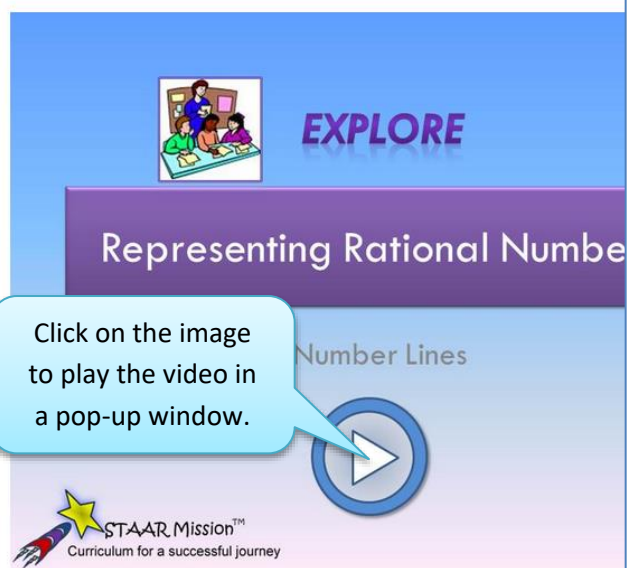 EXPLORE
Representing Rational Numbe
Click on the image
to play the video in
a pop-up window.
Number Lines
STAAR Mission™
Curriculum for a successful journey